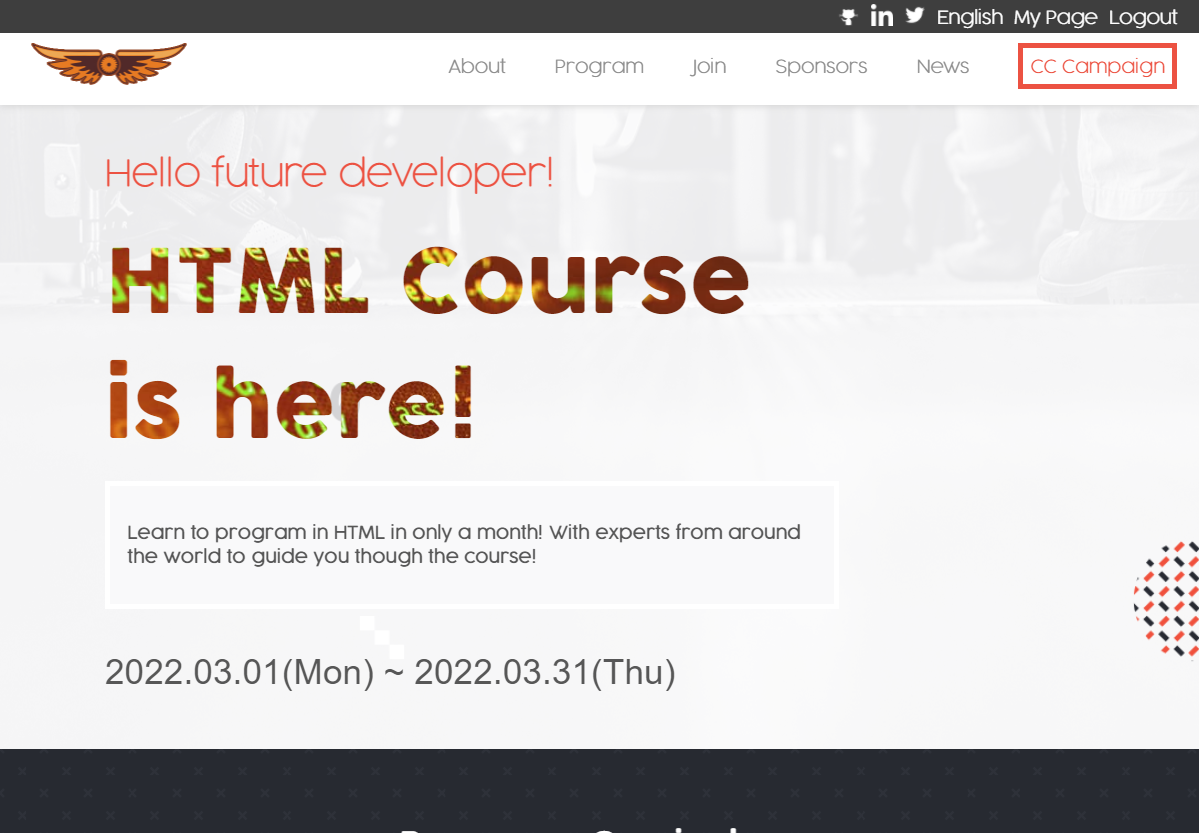 English My Page Logout
About Program Join Sponsors News CC Campaign
Hello future developer!
HTML Course
is here!
Learn to program in HTML in only a month! With experts from around
the world to guide you though the course!
2022.03.01(Mon) ~ 2022.03.31(Thu)